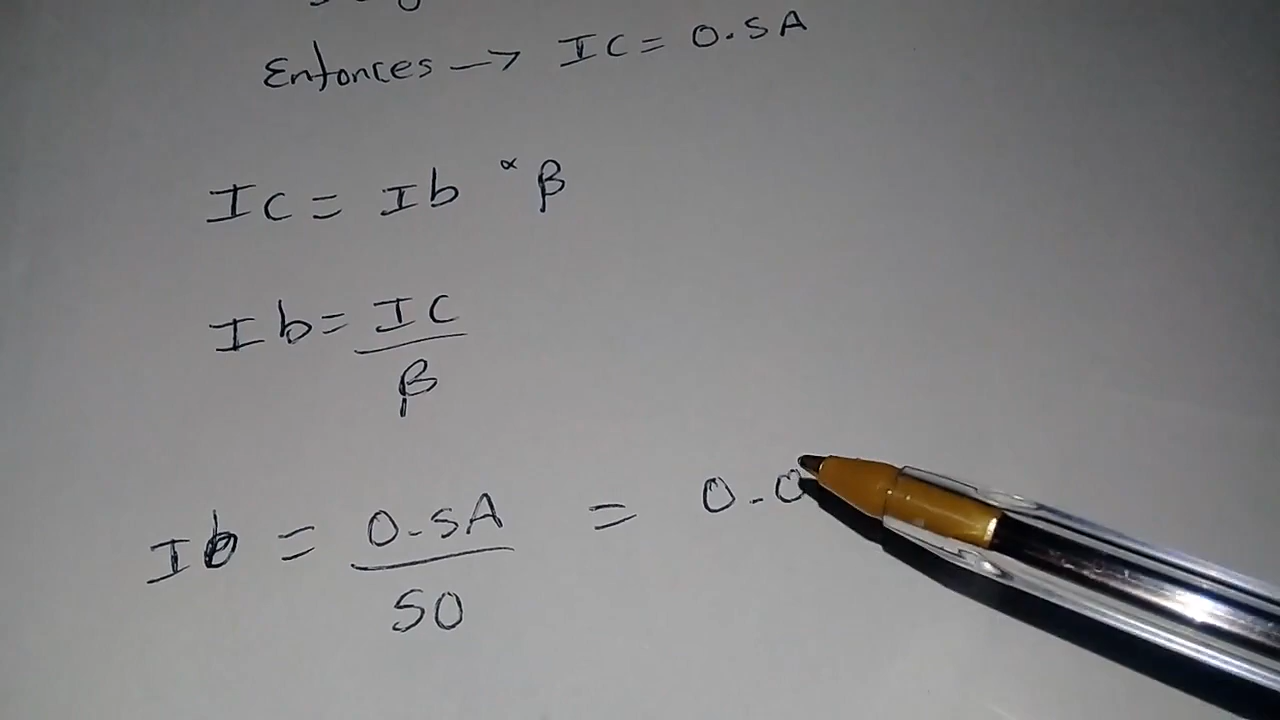 Entonces → IC = 0.5A
Ic = Ib * β
Ib = IC / β
Ib = 0.5A / 50 = 0.0